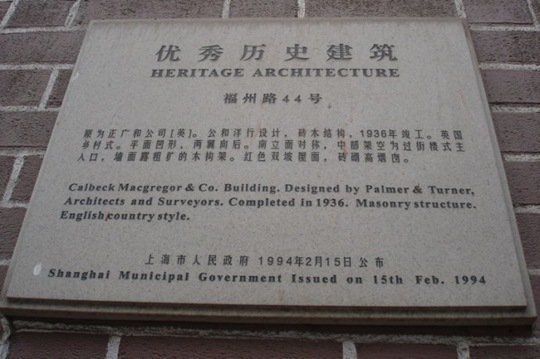 优秀历史建筑
HERITAGE ARCHITECTURE
福州路44号
原为正广和公司[英]。公和洋行设计，砖木结构，1936年竣工。英国
乡村式。平面凹形，两翼向后。南立面对称，中部架空为过街楼式主
入口，墙面露粗犷的木构架。红色双坡屋面，砖砌高烟囱。
Calbeck Macgregor & Co. Building. Designed by Palmer & Turner,
Architects and Surveyors. Completed in 1936. Masonry structure.
English/country style.
上海市人民政府 1994年2月15日公布
Shanghai Municipal Government Issued on 15th Feb. 1994